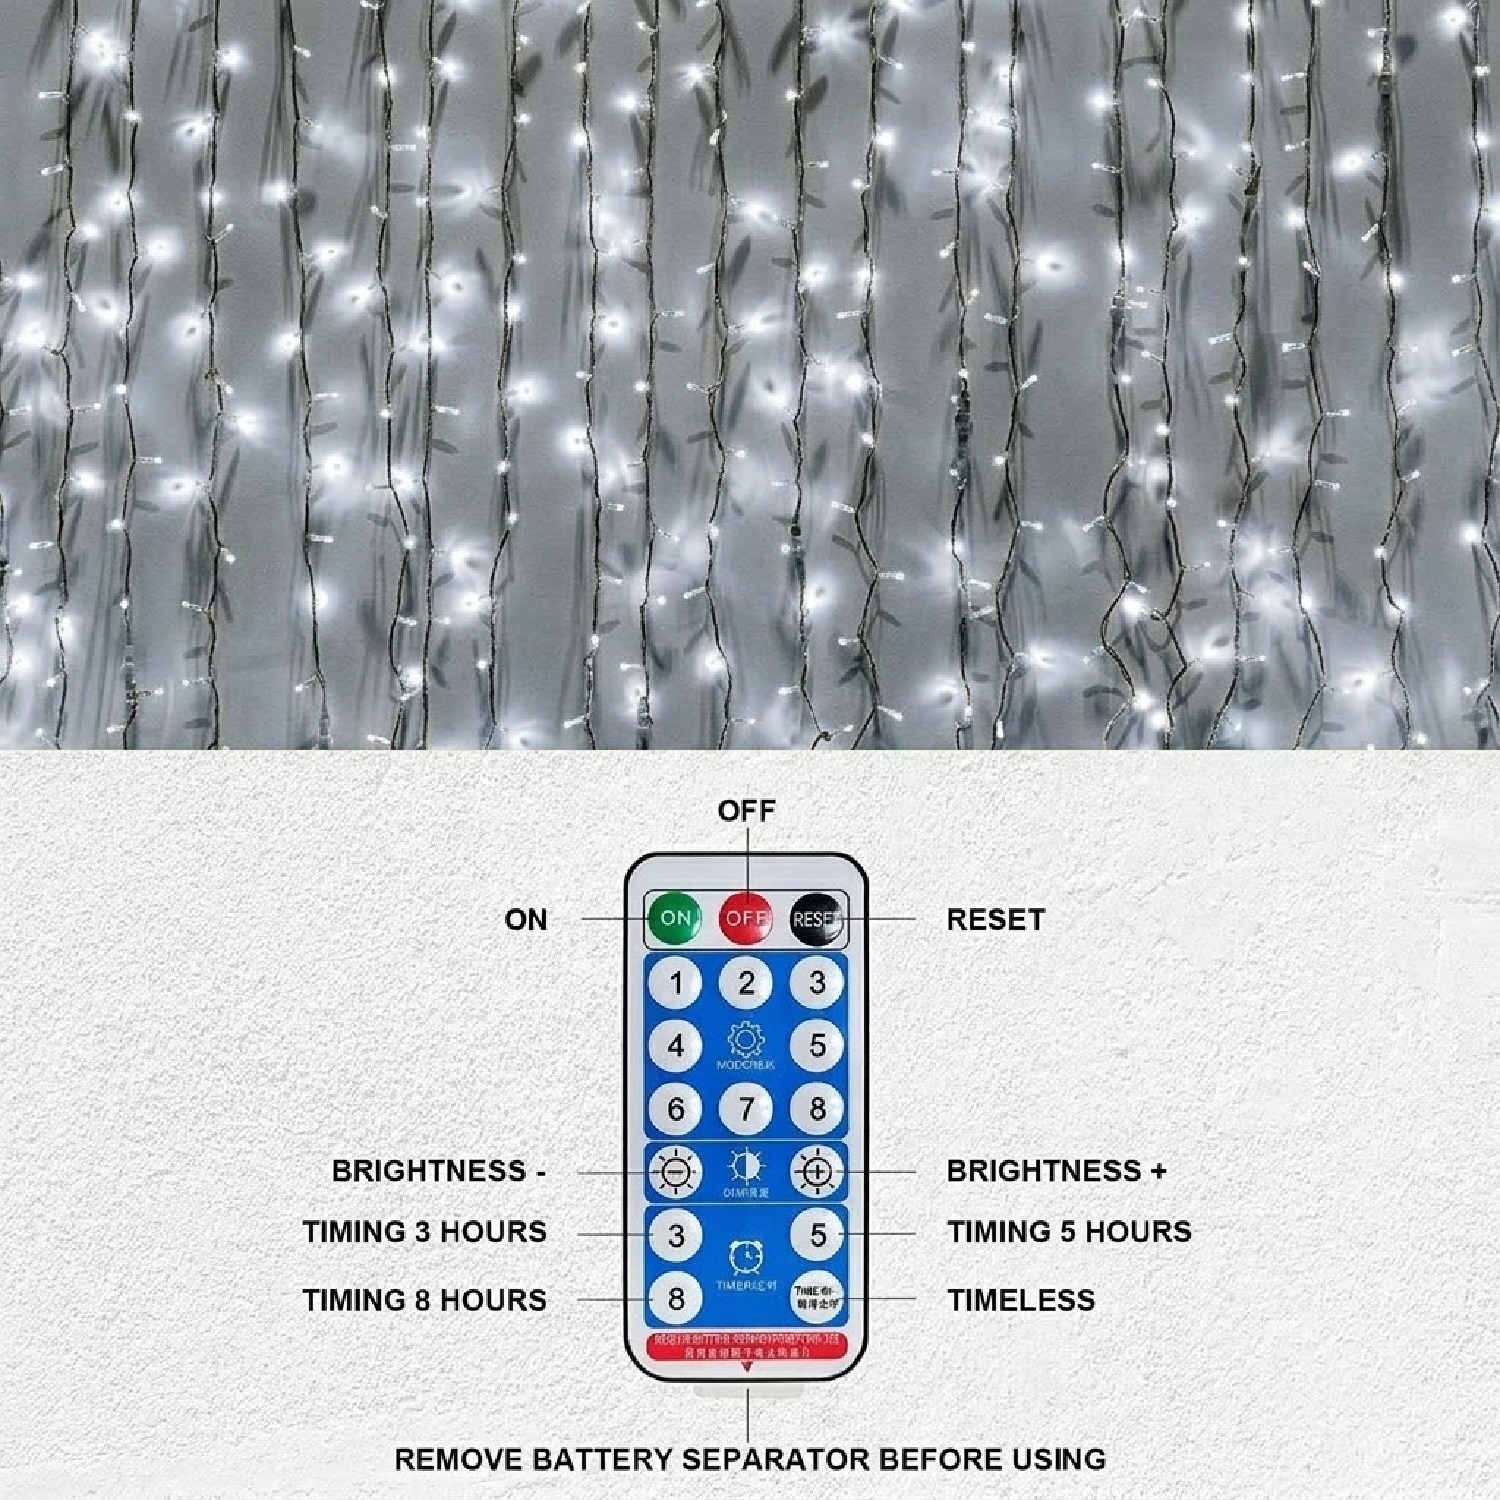 OFF
ON
ON OFF RESET
RESET
1 2 3
4 5
6 7 8
BRIGHTNESS -
BRIGHTNESS +
TIMING 3 HOURS
3 5
TIMING 5 HOURS
TIMING 8 HOURS
8
TIMELESS
REMOVE BATTERY SEPARATOR BEFORE USING